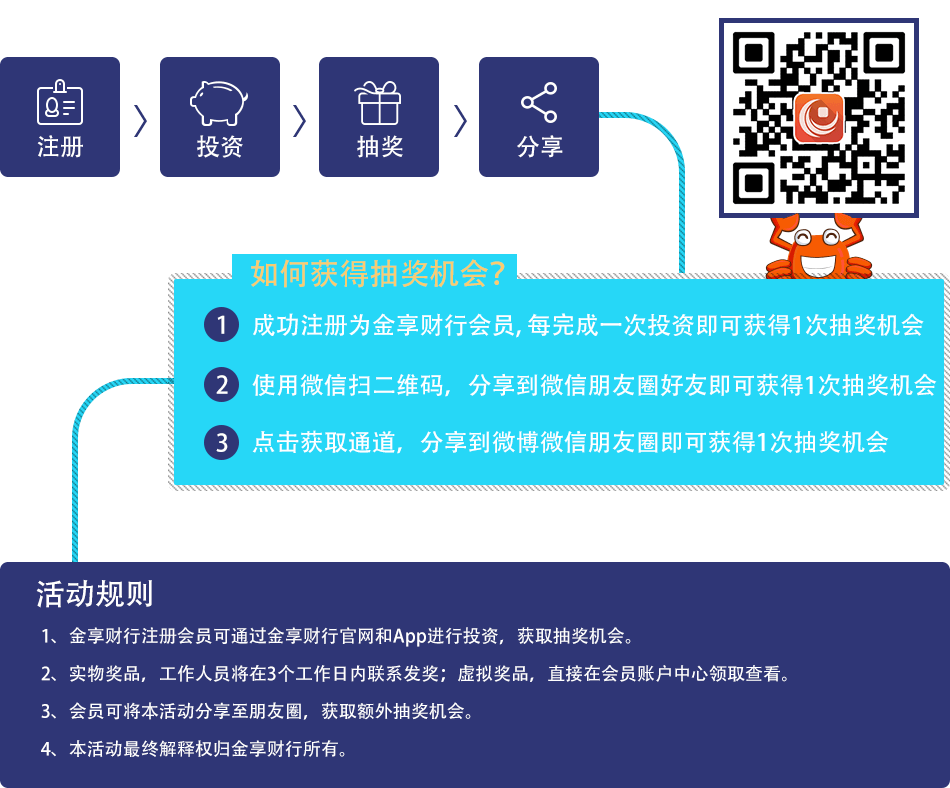 注册
投资
抽奖
分享
如何获得抽奖机会?
1 成功注册为金享财行会员, 每完成一次投资即可获得1次抽奖机会
2 使用微信扫二维码，分享到微信朋友圈好友即可获得1次抽奖机会
3 点击获取通道，分享到微博微信朋友圈即可获得1次抽奖机会
活动规则
1、金享财行注册会员可通过金享财行官网和App进行投资，获取抽奖机会。
2、实物奖品，工作人员将在3个工作日内联系发奖；虚拟奖品，直接在会员账户中心领取查看。
3、会员可将本活动分享至朋友圈，获取额外抽奖机会。
4、本活动最终解释权归金享财行所有。